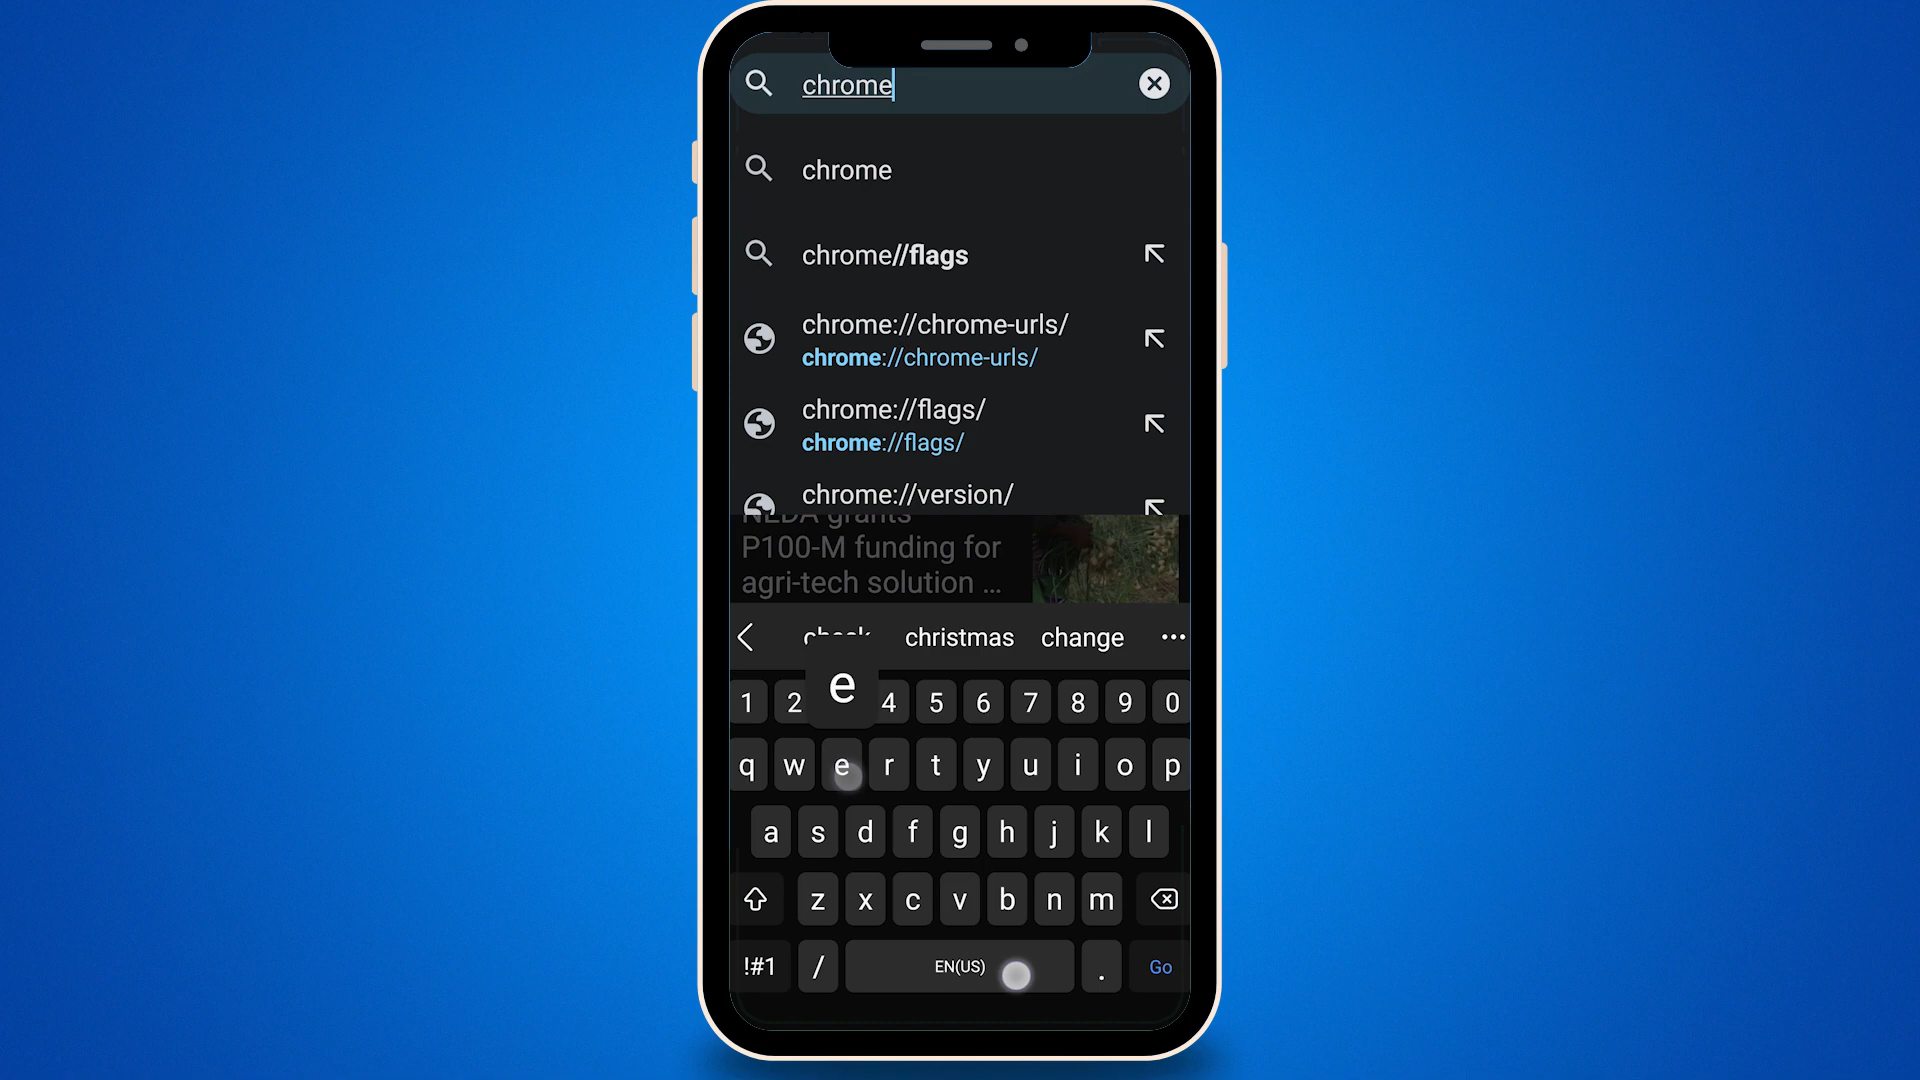 chrome
chrome
chrome//flags
chrome://chrome-urls/
chrome://chrome-urls/
chrome://flags/
chrome://flags/
chrome://version/
NEDA grants
P100-M funding for
agri-tech solution ...
check christmas change
e
1 2 4 5 6 7 8 9 0
q w e r t y u i o p
a s d f g h j k l
z x c v b n m
!#1 / EN(US) . Go